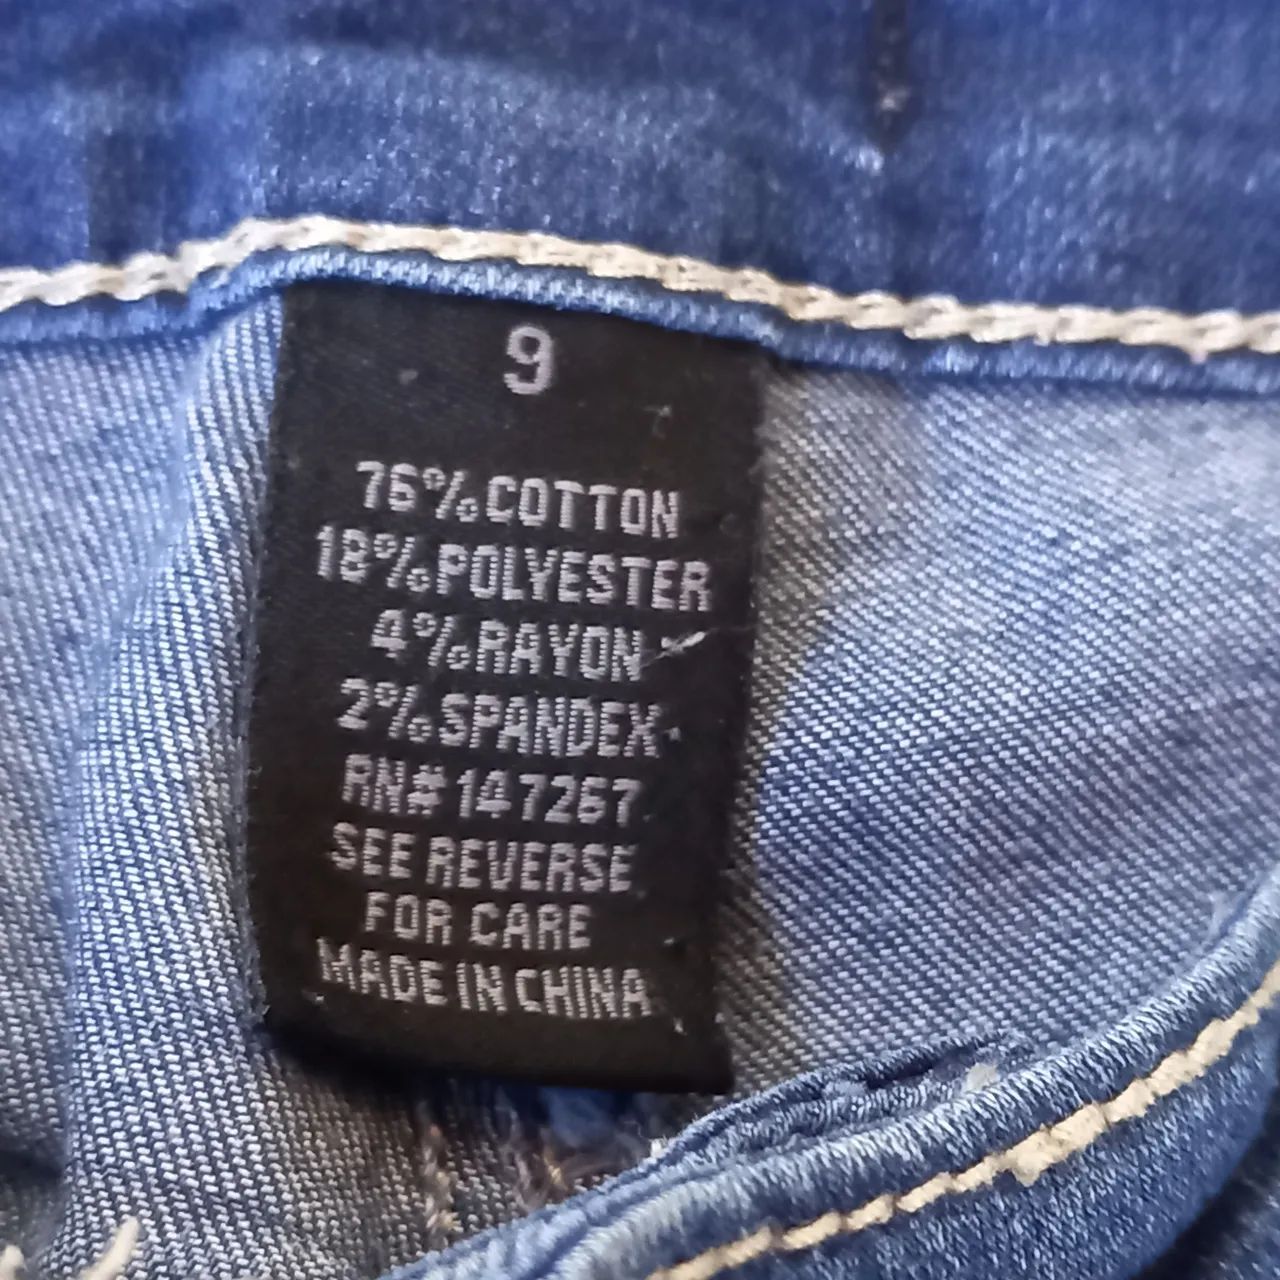 9
76% COTTON
18% POLYESTER
4% RAYON
2% SPANDEX
RN# 147267
SEE REVERSE
FOR CARE
MADE IN CHINA